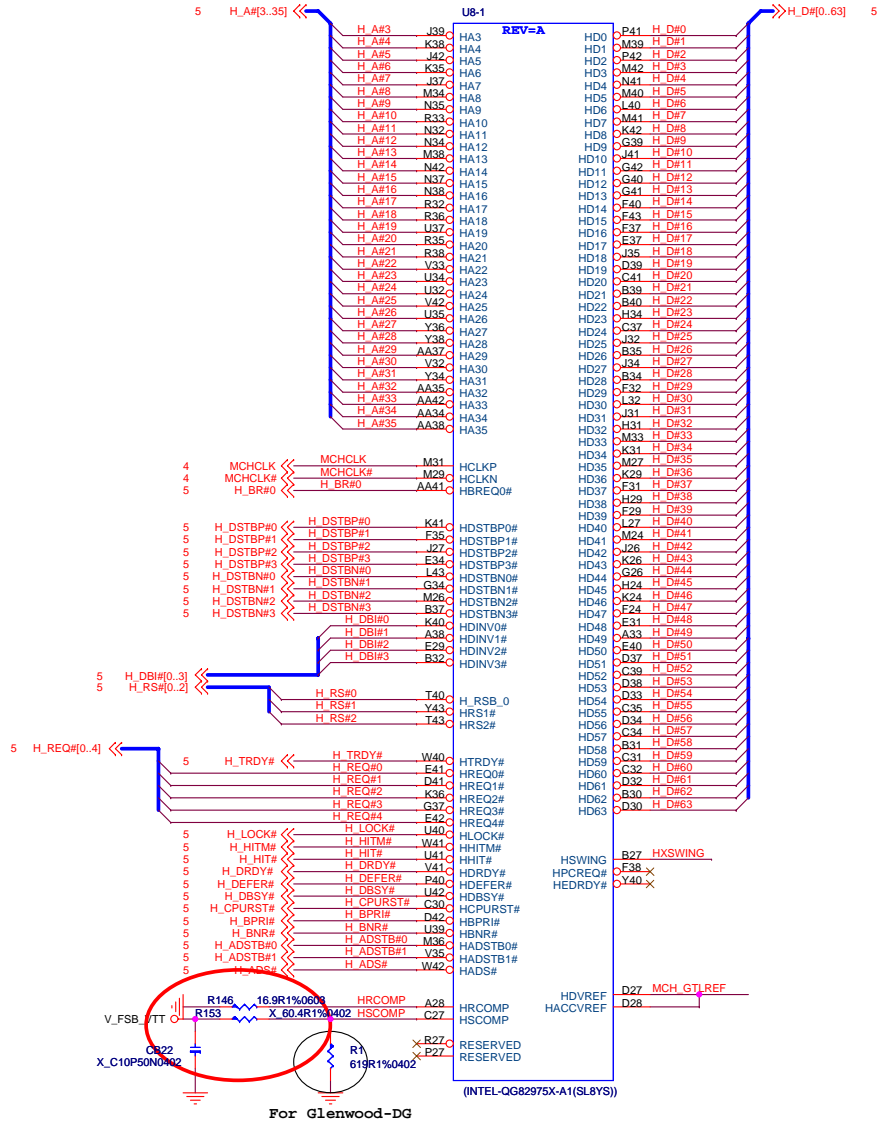 5 H_A#[3..35] U8-1 H_D#[0..63] 5
REV=A
H_A#3 J39 HA3 HD0 P41 H_D#0
H_A#4 K38 HA4 HD1 M39 H_D#1
H_A#5 J42 HA5 HD2 P42 H_D#2
H_A#6 K35 HA6 HD3 M42 H_D#3
H_A#7 J37 HA7 HD4 N41 H_D#4
H_A#8 M34 HA8 HD5 M40 H_D#5
H_A#9 N35 HA9 HD6 L40 H_D#6
H_A#10 R33 HA10 HD7 M41 H_D#7
H_A#11 N32 HA11 HD8 K42 H_D#8
H_A#12 N34 HA12 HD9 G39 H_D#9
H_A#13 M38 HA13 HD10 J41 H_D#10
H_A#14 N42 HA14 HD11 G42 H_D#11
H_A#15 N37 HA15 HD12 G40 H_D#12
H_A#16 N38 HA16 HD13 G41 H_D#13
H_A#17 R32 HA17 HD14 F40 H_D#14
H_A#18 R36 HA18 HD15 F43 H_D#15
H_A#19 U37 HA19 HD16 F37 H_D#16
H_A#20 R35 HA20 HD17 E37 H_D#17
H_A#21 R38 HA21 HD18 J35 H_D#18
H_A#22 V33 HA22 HD19 D39 H_D#19
H_A#23 U34 HA23 HD20 C41 H_D#20
H_A#24 U32 HA24 HD21 B39 H_D#21
H_A#25 V42 HA25 HD22 B40 H_D#22
H_A#26 U35 HA26 HD23 H34 H_D#23
H_A#27 Y36 HA27 HD24 C37 H_D#24
H_A#28 Y38 HA28 HD25 J32 H_D#25
H_A#29 AA37 HA29 HD26 B35 H_D#26
H_A#30 V32 HA30 HD27 J34 H_D#27
H_A#31 Y34 HA31 HD28 B34 H_D#28
H_A#32 AA35 HA32 HD29 F32 H_D#29
H_A#33 AA42 HA33 HD30 L32 H_D#30
H_A#34 AA34 HA34 HD31 J31 H_D#31
H_A#35 AA38 HA35 HD32 H31 H_D#32
HD33 M33 H_D#33
HD34 K31 H_D#34
4 MCHCLK MCHCLK M31 HCLKP HD35 M27 H_D#35
4 MCHCLK# MCHCLK# M29 HCLKN HD36 K29 H_D#36
5 H_BR#0 H_BR#0 AA41 HBREQ0# HD37 F31 H_D#37
HD38 H29 H_D#38
HD39 F29 H_D#39
5 H_DSTBP#0 H_DSTBP#0 K41 HDSTBP0# HD40 L27 H_D#40
5 H_DSTBP#1 H_DSTBP#1 F35 HDSTBP1# HD41 M24 H_D#41
5 H_DSTBP#2 H_DSTBP#2 J27 HDSTBP2# HD42 J26 H_D#42
5 H_DSTBP#3 H_DSTBP#3 E34 HDSTBP3# HD43 K26 H_D#43
5 H_DSTBN#0 H_DSTBN#0 L43 HDSTBN0# HD44 G26 H_D#44
5 H_DSTBN#1 H_DSTBN#1 G34 HDSTBN1# HD45 H24 H_D#45
5 H_DSTBN#2 H_DSTBN#2 M26 HDSTBN2# HD46 K24 H_D#46
5 H_DSTBN#3 H_DSTBN#3 B37 HDSTBN3# HD47 F24 H_D#47
H_DBI#0 K40 HDINV0# HD48 E31 H_D#48
H_DBI#1 A38 HDINV1# HD49 A33 H_D#49
H_DBI#2 E29 HDINV2# HD50 E40 H_D#50
H_DBI#3 B32 HDINV3# HD51 D37 H_D#51
5 H_DBI#[0..3] HD52 C39 H_D#52
5 H_RS#[0..2] HD53 D38 H_D#53
H_RS#0 T40 H_RSB_0 HD54 D33 H_D#54
H_RS#1 Y43 HRS1# HD55 C35 H_D#55
H_RS#2 T43 HRS2# HD56 D34 H_D#56
HD57 C34 H_D#57
5 H_REQ#[0..4] HD58 B31 H_D#58
5 H_TRDY# H_TRDY# W40 HTRDY# HD59 C31 H_D#59
H_REQ#0 E41 HREQ0# HD60 C32 H_D#60
H_REQ#1 D41 HREQ1# HD61 D32 H_D#61
H_REQ#2 K36 HREQ2# HD62 B30 H_D#62
H_REQ#3 G37 HREQ3# HD63 D30 H_D#63
H_REQ#4 E42 HREQ4#
5 H_LOCK# H_LOCK# U40 HLOCK#
5 H_HITM# H_HITM# W41 HHITM#
5 H_HIT# H_HIT# U41 HHIT# HSWING B27 HXSWING
5 H_DRDY# H_DRDY# V41 HDRDY# HPCREQ# F38
5 H_DEFER# H_DEFER# P40 HDEFER# HEDRDY# Y40
5 H_DBSY# H_DBSY# U42 HDBSY#
5 H_CPURST# H_CPURST# C30 HCPURST#
5 H_BPRI# H_BPRI# D42 HBPRI#
5 H_BNR# H_BNR# U39 HBNR#
5 H_ADSTB#0 H_ADSTB#0 M36 HADSTB0#
5 H_ADSTB#1 H_ADSTB#1 V35 HADSTB1#
5 H_ADS# H_ADS# W42 HADS#
HDVREF D27 MCH_GTLREF
R146 16.9R1%0603 HRCOMP A28 HRCOMP HACCVREF D28
V_FSB_VTT R153 X_60.4R1%0402 HSCOMP C27 HSCOMP
CB22 R1 R27 RESERVED
X_C10P50N0402 619R1%0402 P27 RESERVED
(INTEL-QG82975X-A1(SL8YS))
For Glenwood-DG